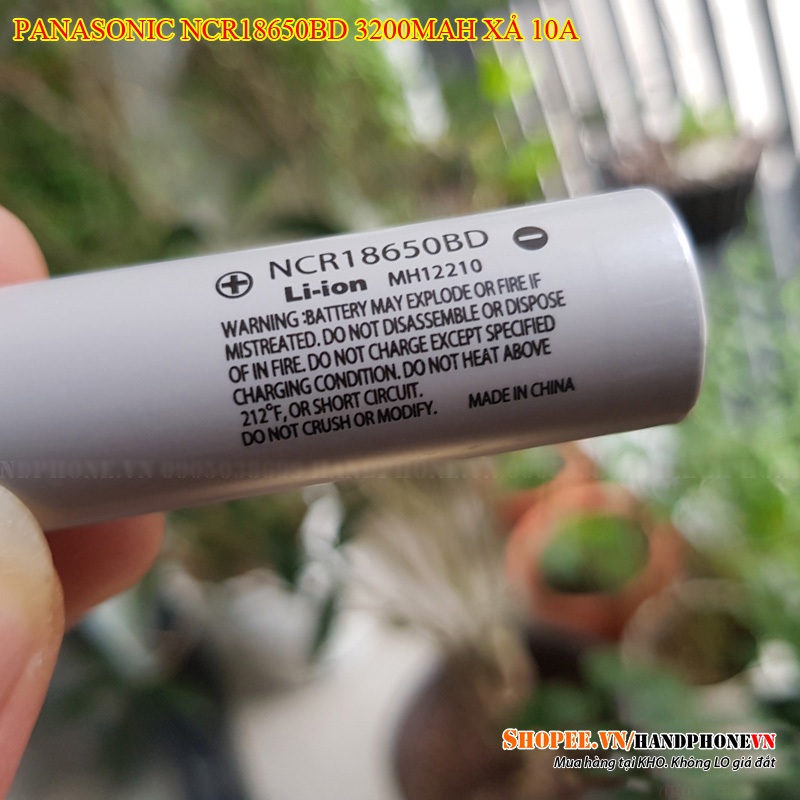 PANASONIC NCR18650BD 3200MAH XẢ 10A
NCR18650BD
Li-ion MH12210
WARNING :BATTERY MAY EXPLODE OR FIRE IF
MISTREATED. DO NOT DISASSEMBLE OR DISPOSE
OF IN FIRE. DO NOT CHARGE EXCEPT SPECIFIED
CHARGING CONDITION. DO NOT HEAT ABOVE
212°F, OR SHORT CIRCUIT.
DO NOT CRUSH OR MODIFY. MADE IN CHINA
SHOPEE.VN/HANDPHONEVN
Mua hàng tại KHO. Không LO giá đắt